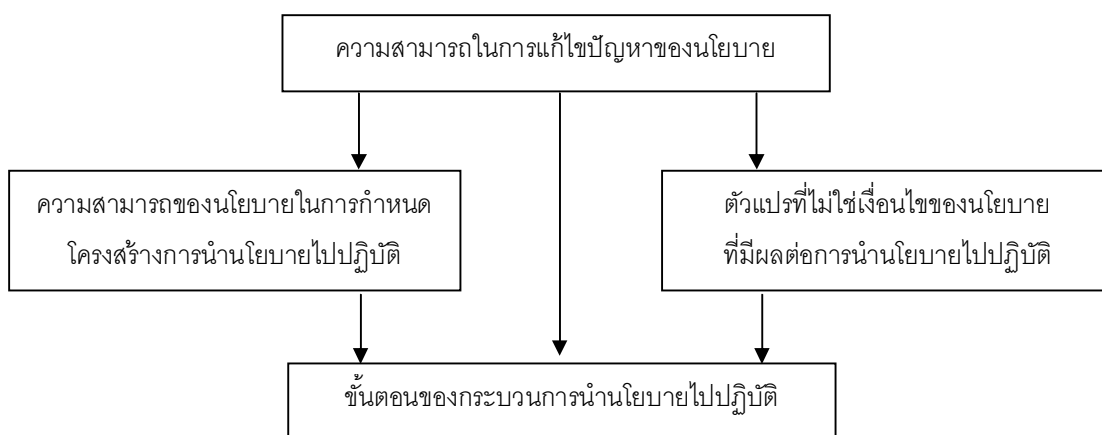 ความสามารถในการแก้ไขปัญหาของนโยบาย
ความสามารถของนโยบายในการกำหนด
โครงสร้างการนำนโยบายไปปฏิบัติ
ตัวแปรที่ไม่ใช่เงื่อนไขของนโยบาย
ที่มีผลต่อการนำนโยบายไปปฏิบัติ
ขั้นตอนของกระบวนการนำนโยบายไปปฏิบัติ